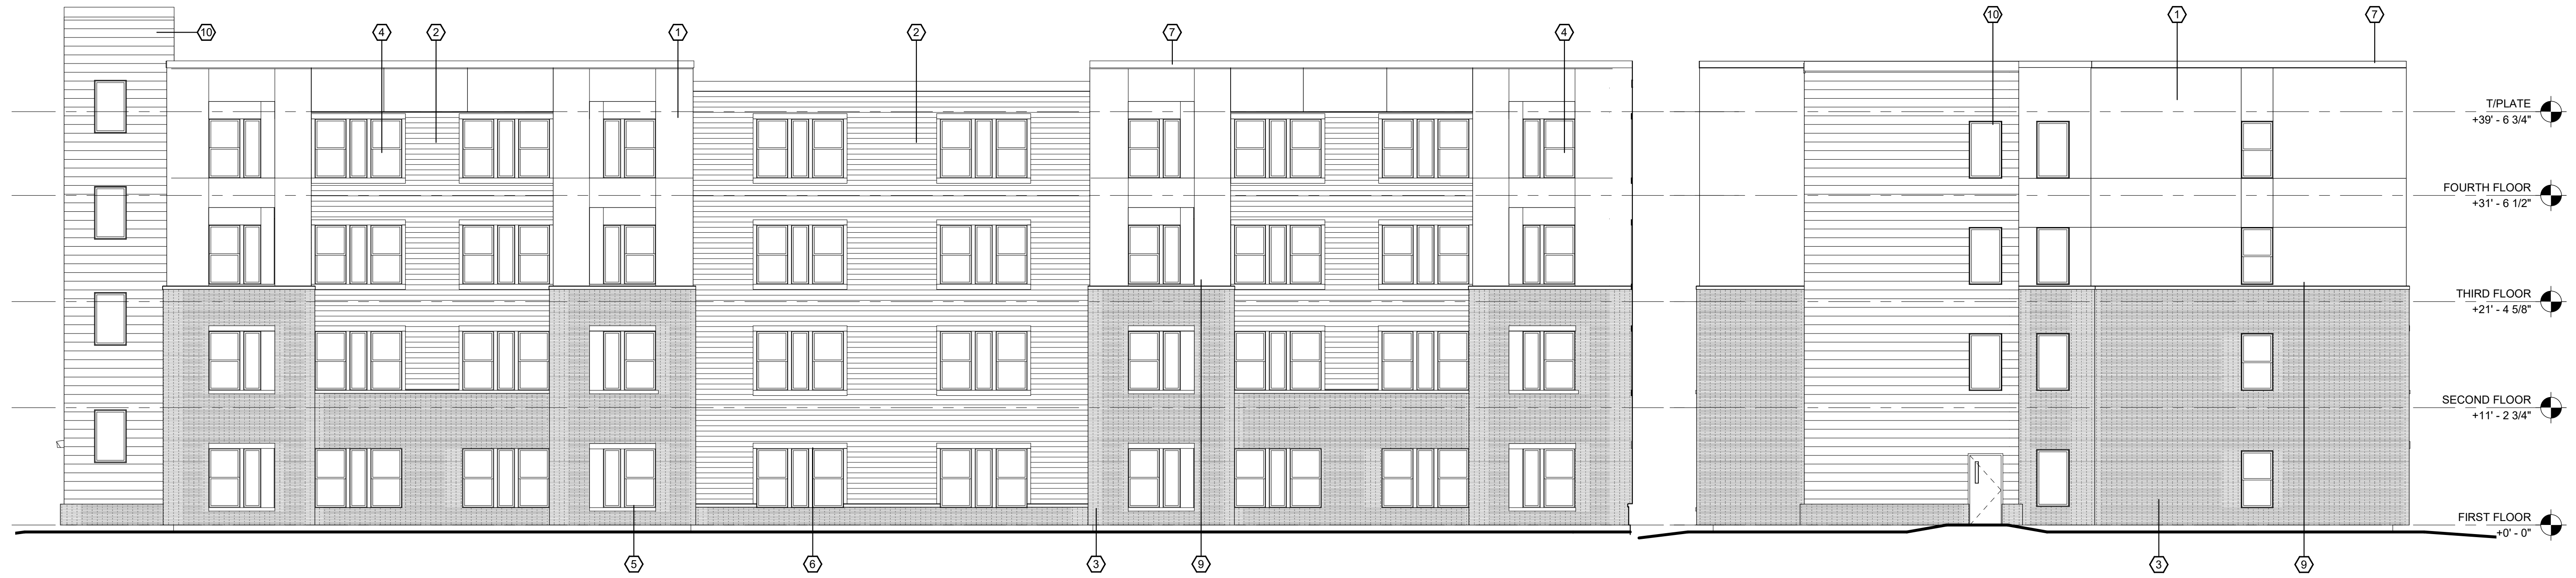 10
4
2
1
2
7
4
10
1
7
T/PLATE
+39' - 6 3/4"
FOURTH FLOOR
+31' - 6 1/2"
THIRD FLOOR
+21' - 4 5/8"
SECOND FLOOR
+11' - 2 3/4"
FIRST FLOOR
+0' - 0"
5
6
3
9
3
9